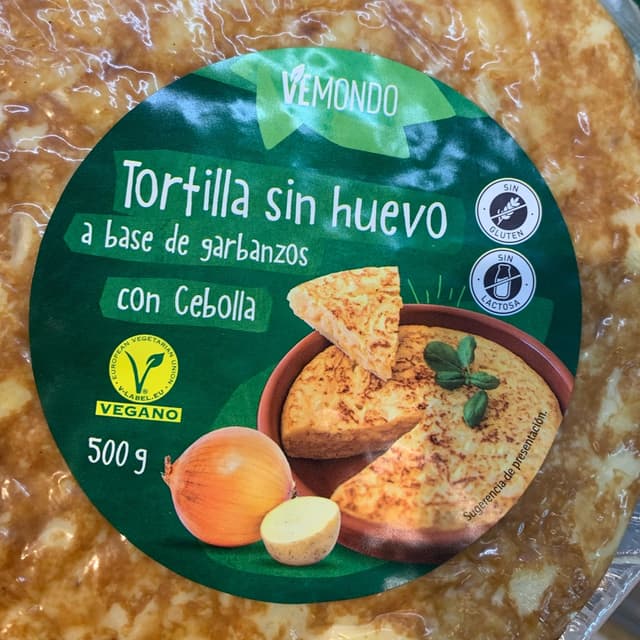 VEMONDO
Tortilla sin huevo
a base de garbanzos
con Cebolla
SIN
GLUTEN
SIN
LACTOSA
EUROPEAN VEGETARIAN UNION
V-LABEL.EU
VEGANO
500 g
Sugerencia de presentación.